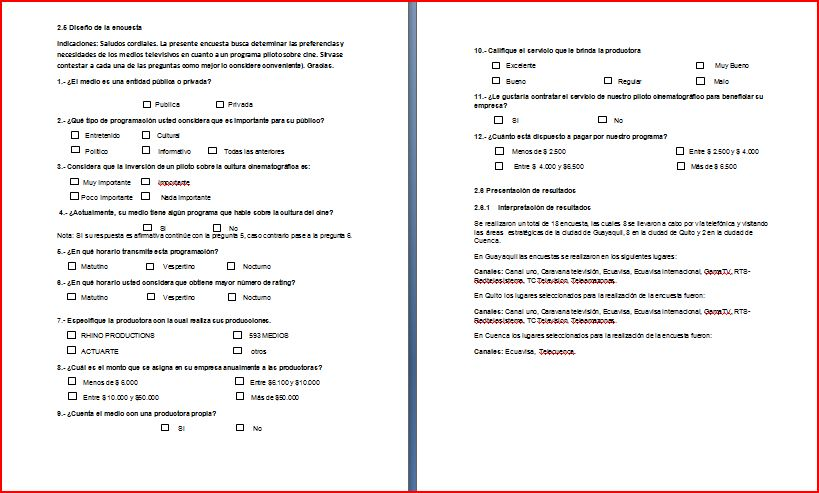 2.5 Diseño de la encuesta
Indicaciones: Saludos cordiales. La presente encuesta busca determinar las preferencias y
necesidades de los medios televisivos en cuanto a un programa piloto sobre cine. Sírvase
contestar a cada una de las preguntas como mejor lo considere conveniente). Gracias.
1.- ¿El medio es una entidad pública o privada?
Publica Privada
2.- ¿Qué tipo de programación usted considera que es importante para su público?
Entretenido Cultural
Político Informativo Todas las anteriores
3.- Considera que la inversión de un piloto sobre la cultura cinematográfica es:
Muy Importante Importante
Poco Importante Nada Importante
4.- ¿Actualmente, su medio tiene algún programa que hable sobre la cultura del cine?
Si No
Nota: Si su respuesta es afirmativa continúe con la pregunta 5, caso contrario pase a la pregunta 6.
5.- ¿En qué horario transmite esta programación?
Matutino Vespertino Nocturno
6.- ¿En qué horario usted considera que obtiene mayor número de rating?
Matutino Vespertino Nocturno
7.- Especifique la productora con la cual realiza sus producciones.
RHINO PRODUCTIONS 593 MEDIOS
ACTUARTE otros
8.- ¿Cuál es el monto que se asigna en su empresa anualmente a las productoras?
Menos de $ 6.000 Entre $6.100 y $10.000
Entre $10.000 y $50.000 Más de $50.000
9.- ¿Cuenta el medio con una productora propia?
Si No
10.- Califique el servicio que le brinda la productora
Excelente Muy Bueno
Bueno Regular Malo
11.- ¿Le gustaría contratar el servicio de nuestro piloto cinematográfico para beneficiar su
empresa?
Si No
12.- ¿Cuánto está dispuesto a pagar por nuestro programa?
Menos de $ 2.500 Entre $ 2.500 y $ 4.000
Entre $ 4.000 y $6.500 Más de $ 6.500
2.6 Presentación de resultados
2.6.1 Interpretación de resultados
Se realizaron un total de 18 encuesta, las cuales 8 se llevaron a cabo por vía telefónica y visitando
las áreas estratégicas de la ciudad de Guayaquil, 8 en la ciudad de Quito y 2 en la ciudad de
Cuenca.
En Guayaquil las encuestas se realizaron en los siguientes lugares:
Canales: Canal uno, Caravana televisión, Ecuavisa, Ecuavisa Internacional, GamaTV, RTS-
Radiotelesistema, TC Television, Teleamazonas.
En Quito los lugares seleccionados para la realización de la encuesta fueron:
Canales: Canal uno, Caravana televisión, Ecuavisa, Ecuavisa Internacional, GamaTV, RTS-
Radiotelesistema, TC Television, Teleamazonas.
En Cuenca los lugares seleccionados para la realización de la encuesta fueron:
Canales: Ecuavisa, Telecuenca.